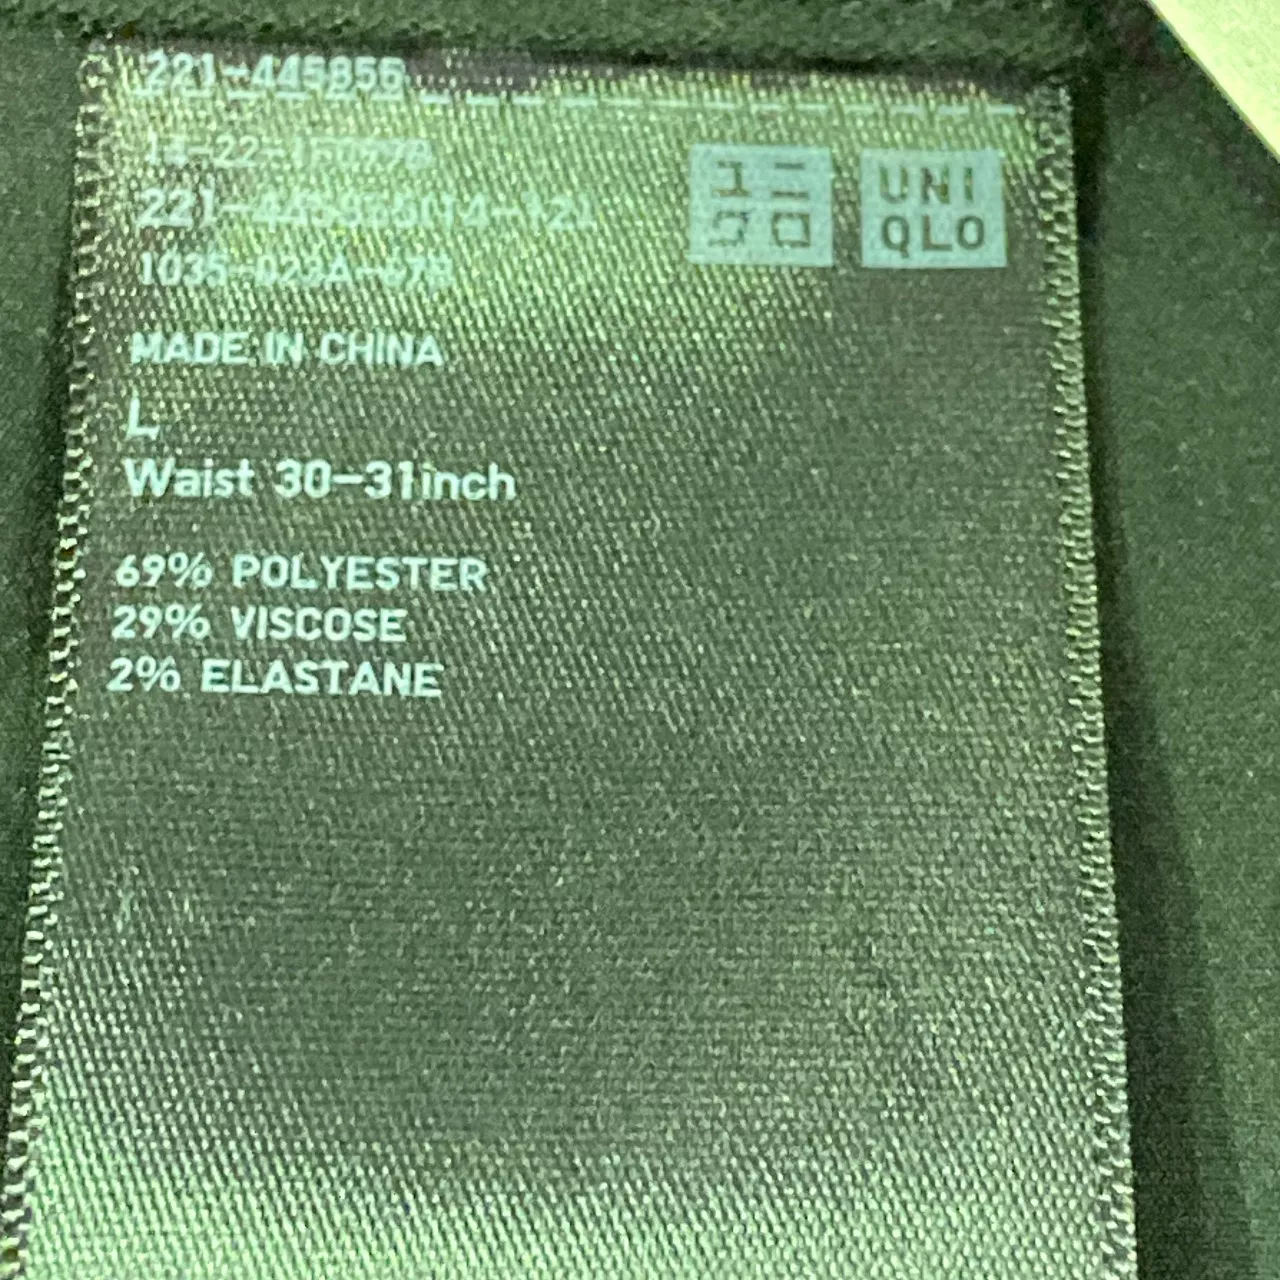 221-445856
MADE IN CHINA
L
Waist 30-31inch
69% POLYESTER
29% VISCOSE
2% ELASTANE
ユニ
クロ
UNI
QLO